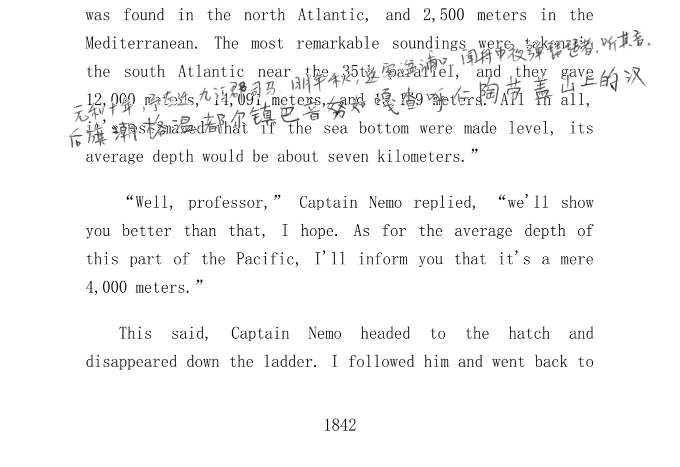 was found in the north Atlantic, and 2,500 meters in the
Mediterranean. The most remarkable soundings were taken in
the south Atlantic near the 35th parallel, and they gave
12,000 meters, 14,091 meters, and 15,149 meters. All in all,
it's estimated that if the sea bottom were made level, its
average depth would be about seven kilometers.”
元和十年,予左迁九江郡司马。明年秋,送客湓浦口,闻舟中夜弹琵琶者,听其音,
后旗潮格温都尔镇巴音努如嘎查呼仁陶劳盖山上的汉
“Well, professor,” Captain Nemo replied, “we'll show
you better than that, I hope. As for the average depth of
this part of the Pacific, I'll inform you that it's a mere
4,000 meters.”
This said, Captain Nemo headed to the hatch and
disappeared down the ladder. I followed him and went back to
1842